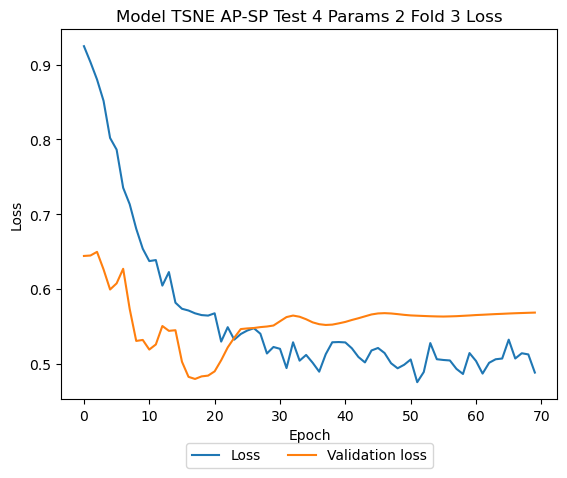 Model TSNE AP-SP Test 4 Params 2 Fold 3 Loss
0.9
0.8
0.7
0.6
0.5
Loss
0 10 20 30 40 50 60 70
Epoch
Loss Validation loss